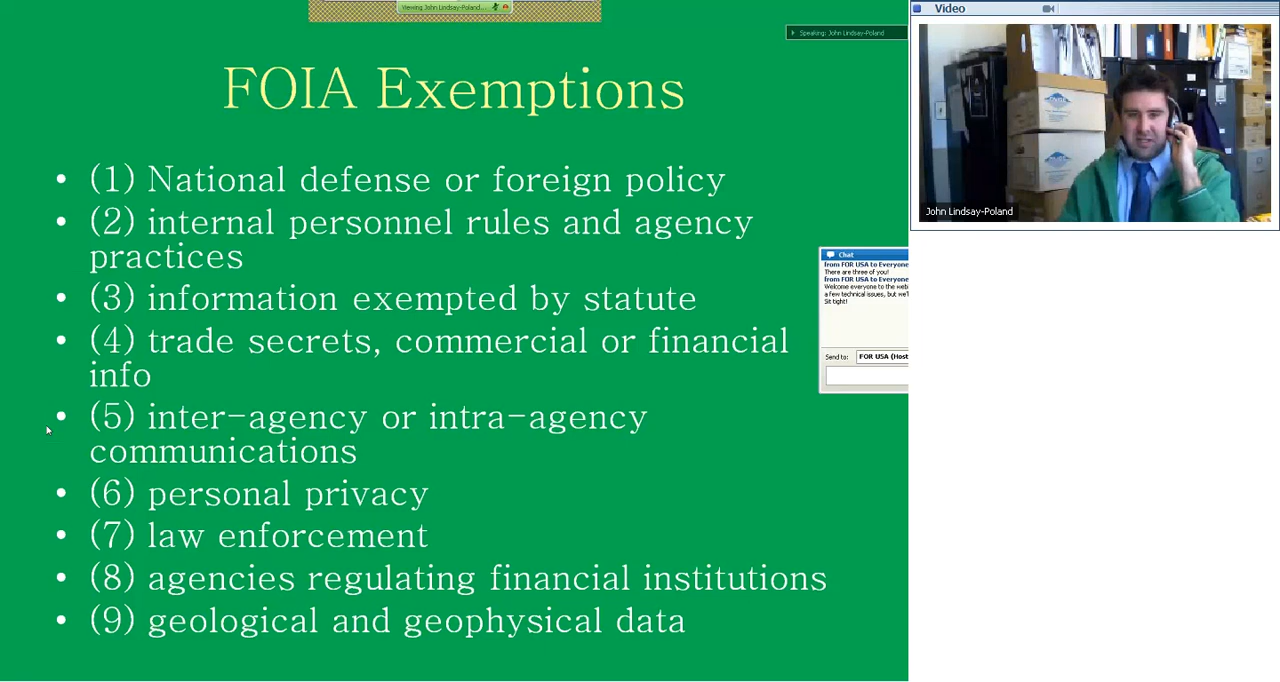 Viewing John Lindsay-Poland...
Speaking: John Lindsay-Poland
FOIA Exemptions
• (1) National defense or foreign policy
• (2) internal personnel rules and agency
practices
• (3) information exempted by statute
• (4) trade secrets, commercial or financial
info
• (5) inter-agency or intra-agency
communications
• (6) personal privacy
• (7) law enforcement
• (8) agencies regulating financial institutions
• (9) geological and geophysical data
Video
John Lindsay-Poland
Chat
from FOR USA to Everyone
There are three of you!
from FOR USA to Everyone
Welcome everyone to the web
a few technical issues, but we'l
Sit tight!
Send to: FOR USA (Host